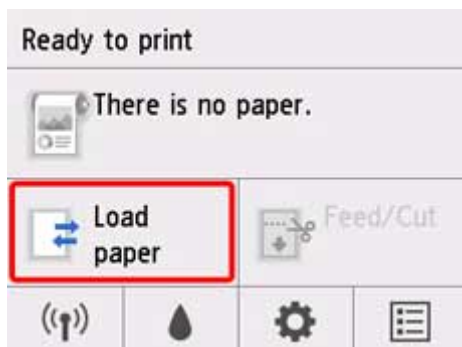 Ready to print
There is no paper.
Load
paper
Feed/Cut